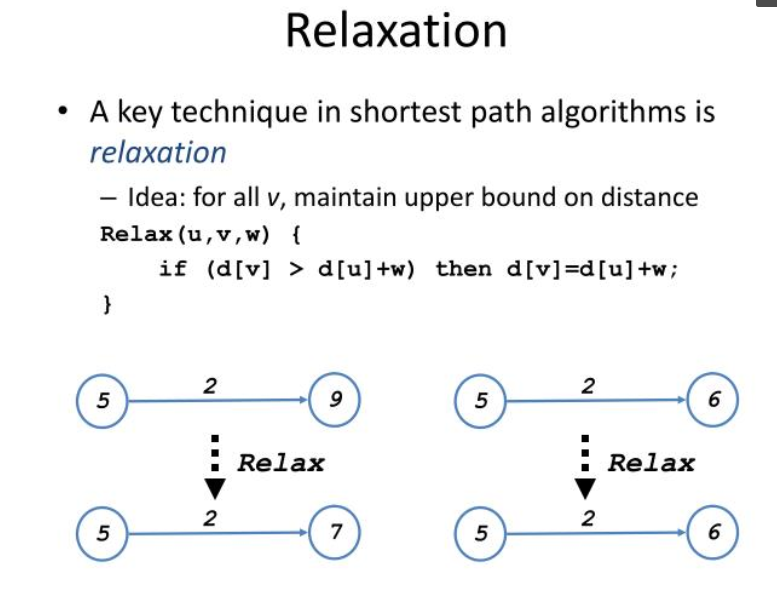 Relaxation
• A key technique in shortest path algorithms is
relaxation
– Idea: for all v, maintain upper bound on distance
Relax(u,v,w) {
if (d[v] > d[u]+w) then d[v]=d[u]+w;
}
5 2 9
5 2 6
Relax
Relax
5 2 7
5 2 6